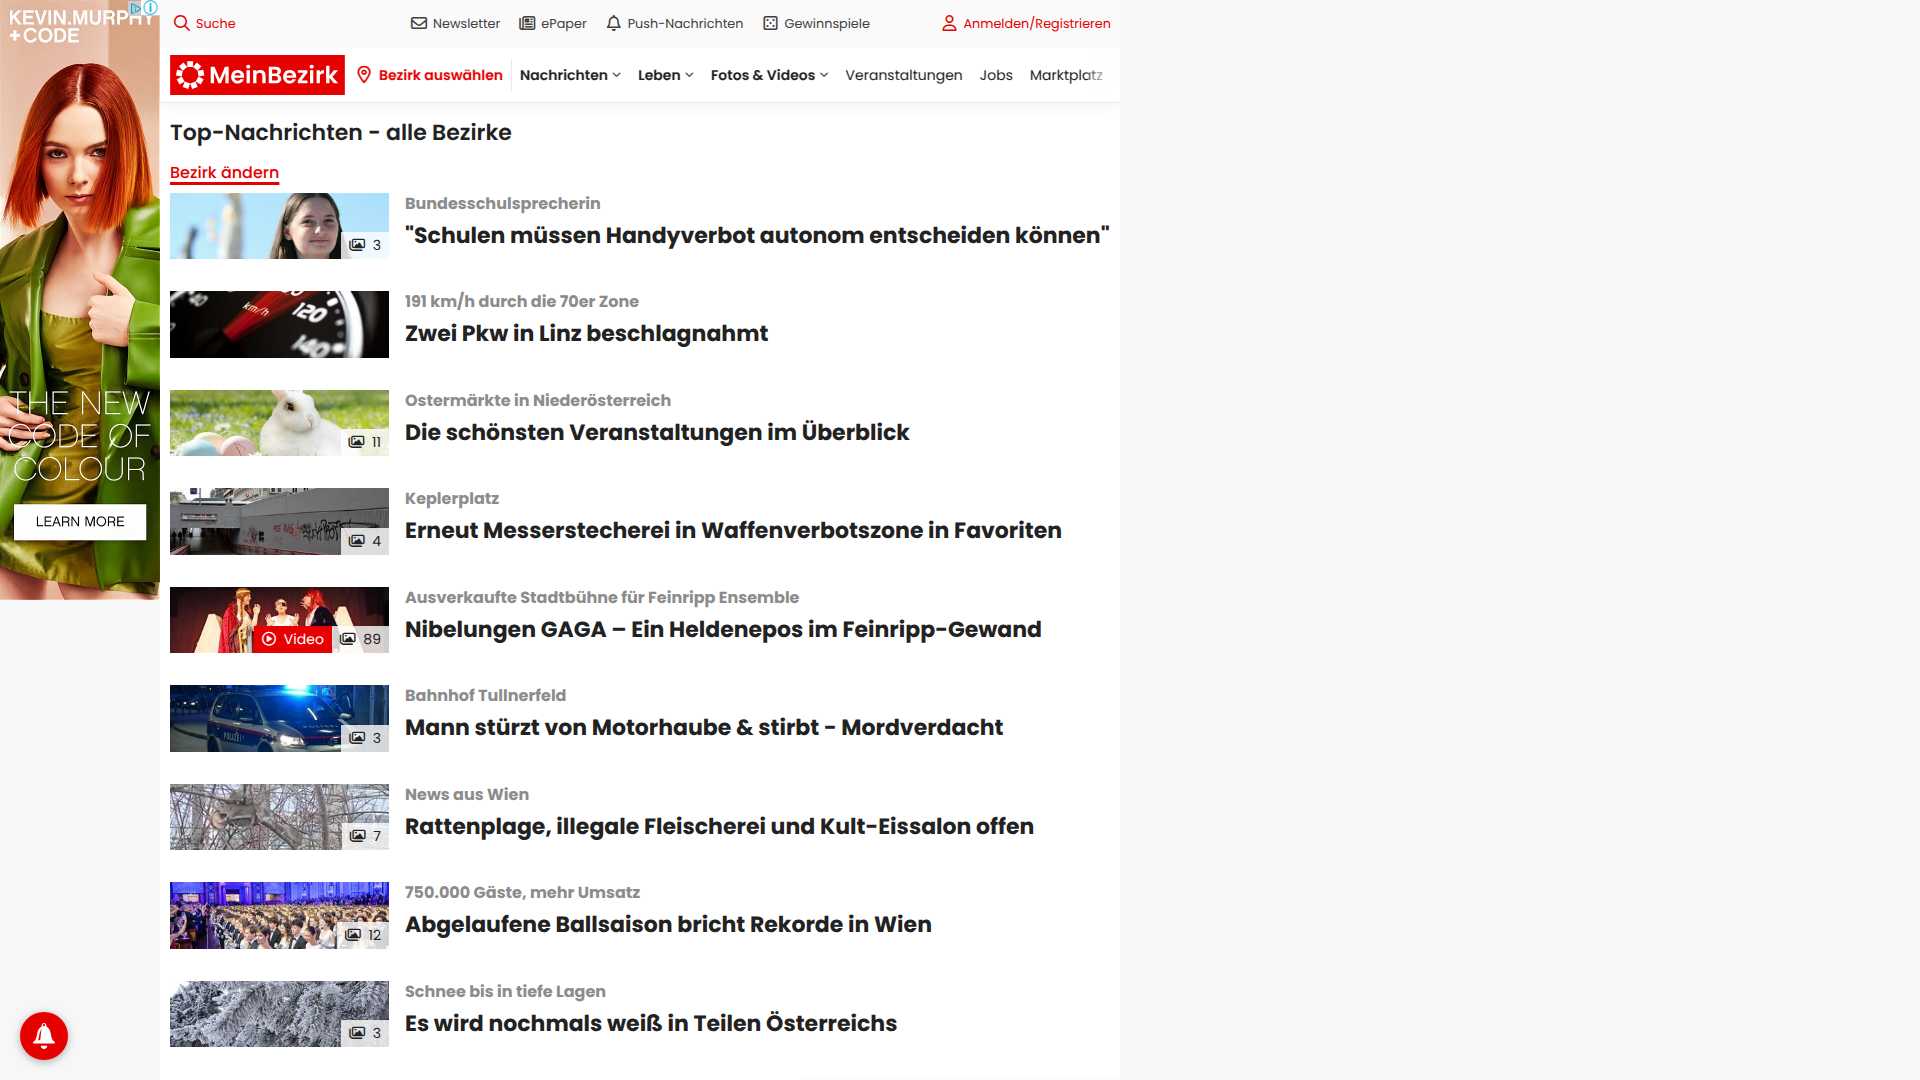 KEVIN.MURPHY
+CODE
THE NEW
CODE OF
COLOUR
LEARN MORE
Suche
Newsletter
ePaper
Push-Nachrichten
Gewinnspiele
Anmelden/Registrieren
MeinBezirk
Bezirk auswählen
Nachrichten
Leben
Fotos & Videos
Veranstaltungen
Jobs
Marktplatz
Top-Nachrichten - alle Bezirke
Bezirk ändern
3
Bundesschulsprecherin
"Schulen müssen Handyverbot autonom entscheiden können"
km/h
120
140
191 km/h durch die 70er Zone
Zwei Pkw in Linz beschlagnahmt
11
Ostermärkte in Niederösterreich
Die schönsten Veranstaltungen im Überblick
4
Keplerplatz
Erneut Messerstecherei in Waffenverbotszone in Favoriten
Video
89
Ausverkaufte Stadtbühne für Feinripp Ensemble
Nibelungen GAGA – Ein Heldenepos im Feinripp-Gewand
POLIZEI
3
Bahnhof Tullnerfeld
Mann stürzt von Motorhaube & stirbt - Mordverdacht
7
News aus Wien
Rattenplage, illegale Fleischerei und Kult-Eissalon offen
12
750.000 Gäste, mehr Umsatz
Abgelaufene Ballsaison bricht Rekorde in Wien
3
Schnee bis in tiefe Lagen
Es wird nochmals weiß in Teilen Österreichs